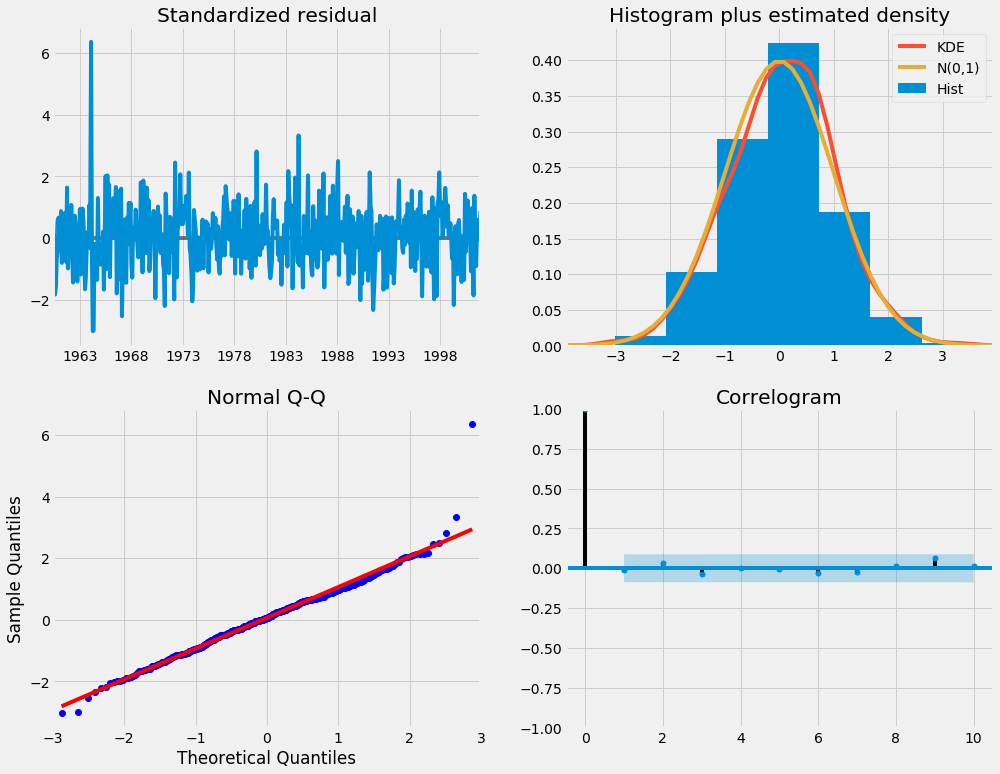 Standardized residual
6
4
2
0
−2
1963 1968 1973 1978 1983 1988 1993 1998
Histogram plus estimated density
KDE
N(0,1)
Hist
0.40
0.35
0.30
0.25
0.20
0.15
0.10
0.05
0.00
−3 −2 −1 0 1 2 3
Normal Q-Q
Sample Quantiles
6
4
2
0
−2
−3 −2 −1 0 1 2 3
Theoretical Quantiles
Correlogram
1.00
0.75
0.50
0.25
0.00
−0.25
−0.50
−0.75
−1.00
0 2 4 6 8 10